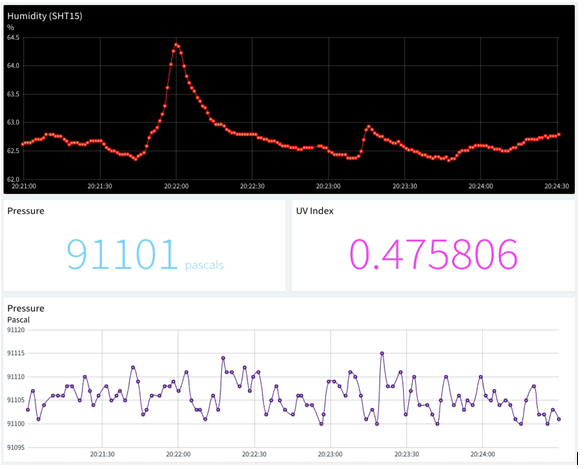 Humidity (SHT15)
%
64.5
64.0
63.5
63.0
62.5
62.0
20:21:00 20:21:30 20:22:00 20:22:30 20:23:00 20:23:30 20:24:00 20:24:30
Pressure UV Index
91101 pascals 0.475806
Pressure
Pascal
91120
91115
91110
91105
91100
91095
20:21:30 20:22:00 20:22:30 20:23:00 20:23:30 20:24:00